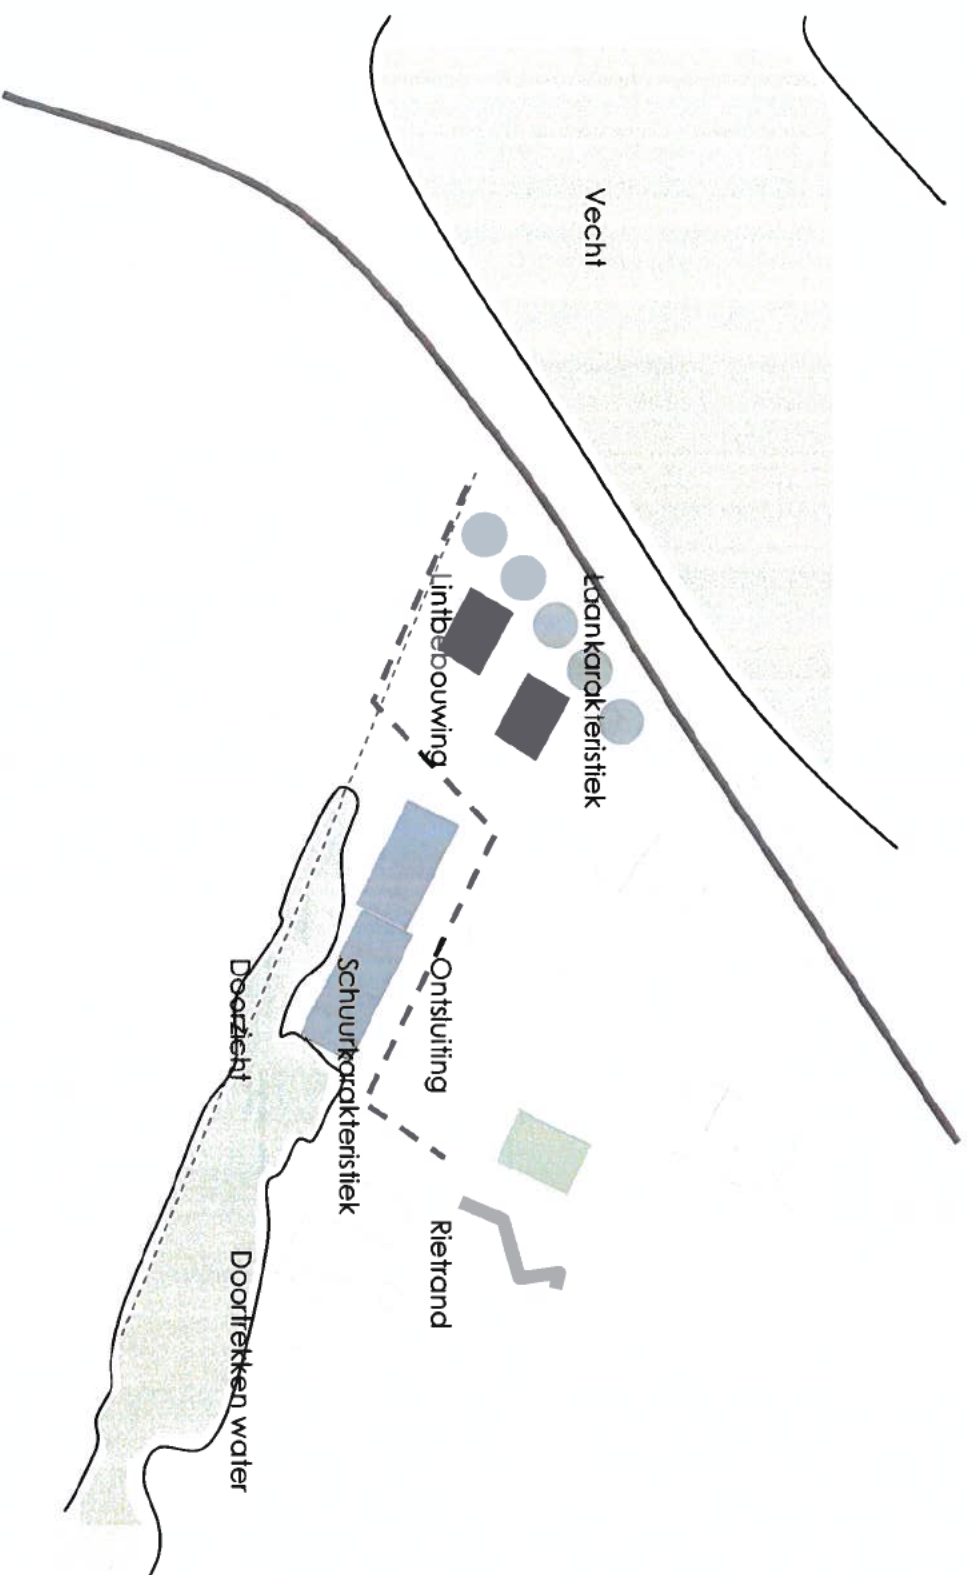 Vecht
Laankarakteristiek
Lintbebouwing
Ontsluiting
Rietrand
Schuurkarakteristiek
Doorzicht
Doortrekken water